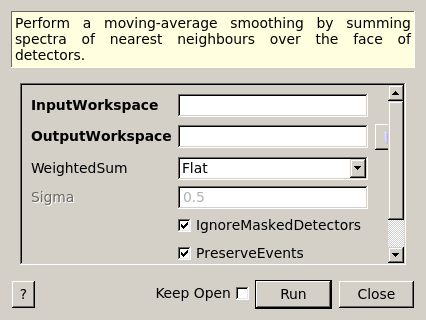 Perform a moving-average smoothing by summing
spectra of nearest neighbours over the face of
detectors.
InputWorkspace
OutputWorkspace
WeightedSum Flat
Sigma 0.5
IgnoreMaskedDetectors
PreserveEvents
? Keep Open Run Close